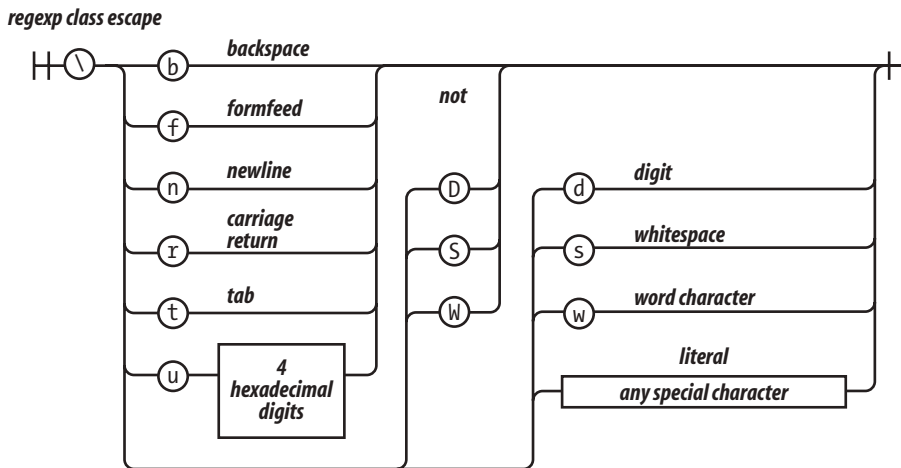 regexp class escape
\
b backspace
f formfeed
n newline
r carriage
return
t tab
u 4
hexadecimal
digits
not
D
S
W
d digit
s whitespace
w word character
literal
any special character